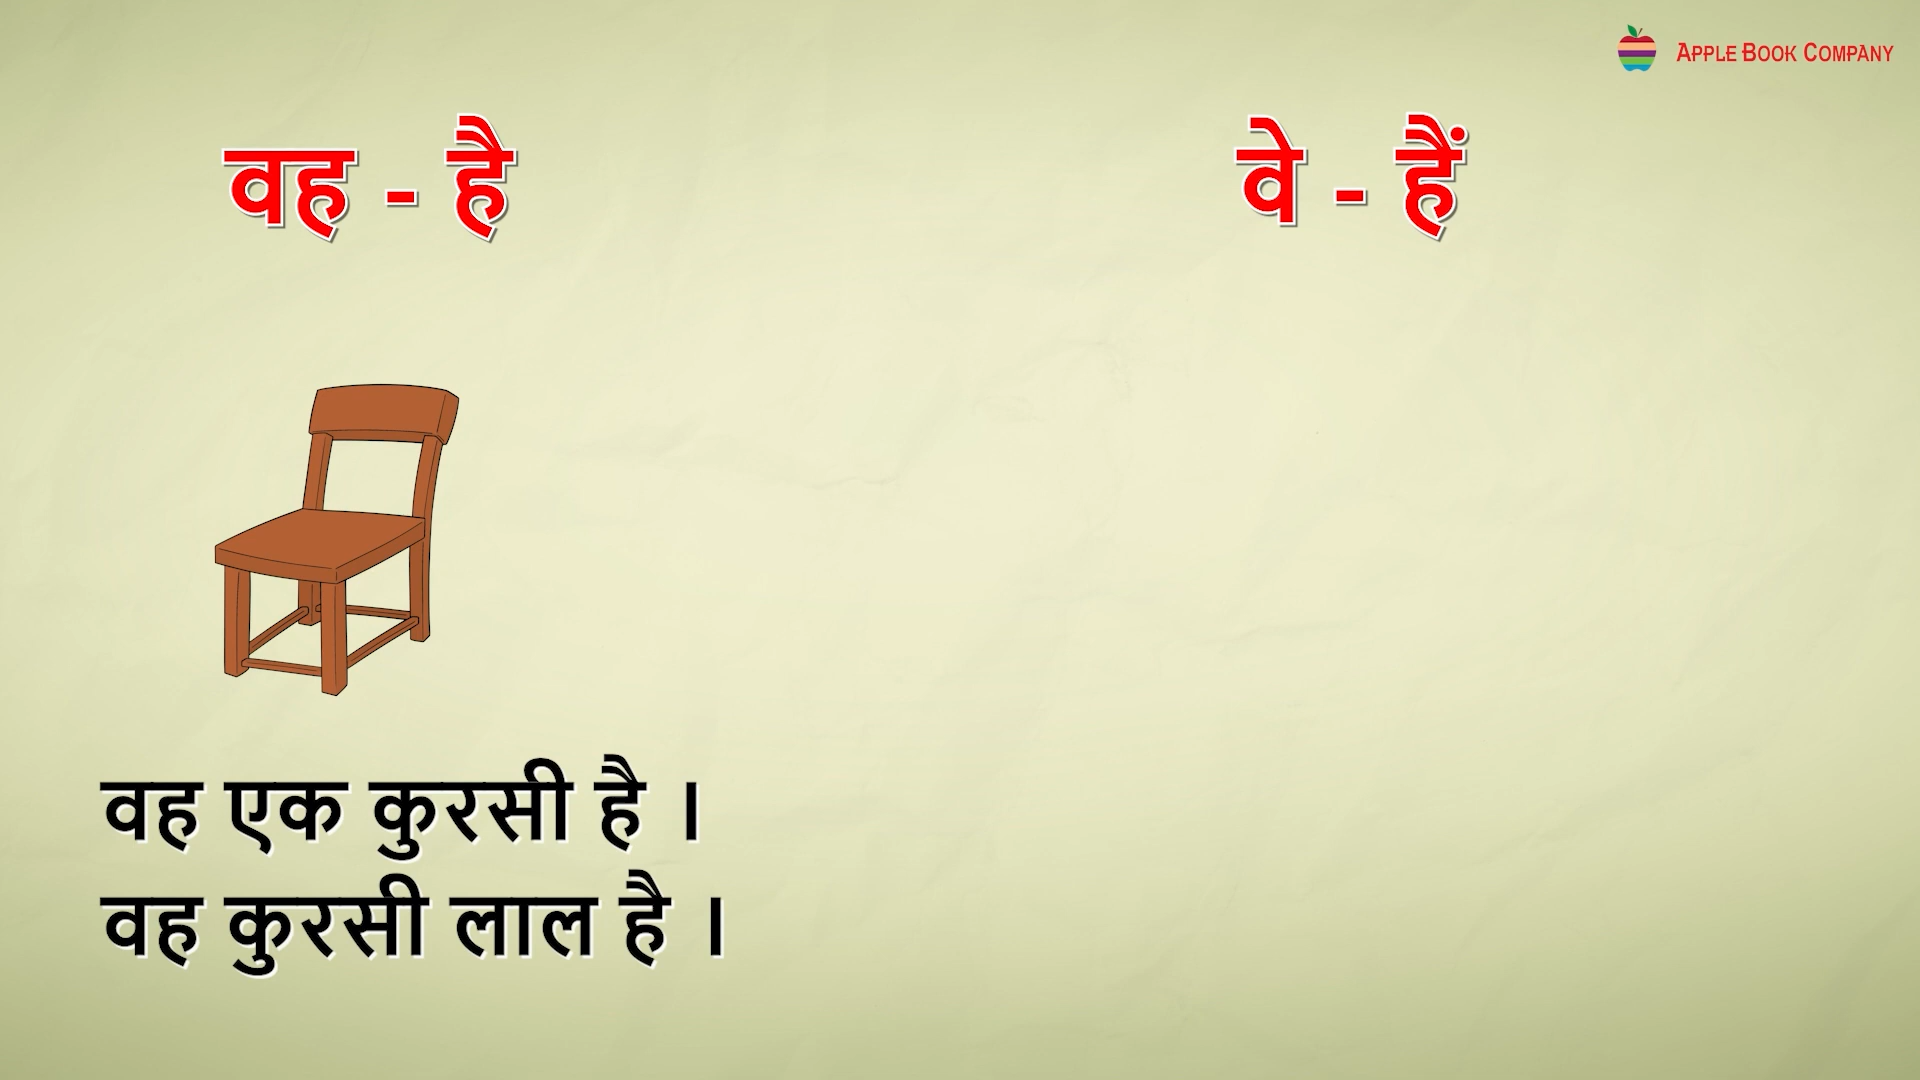 APPLE BOOK COMPANY
वह - है
वे - हैं
वह एक कुरसी है ।
वह कुरसी लाल है ।